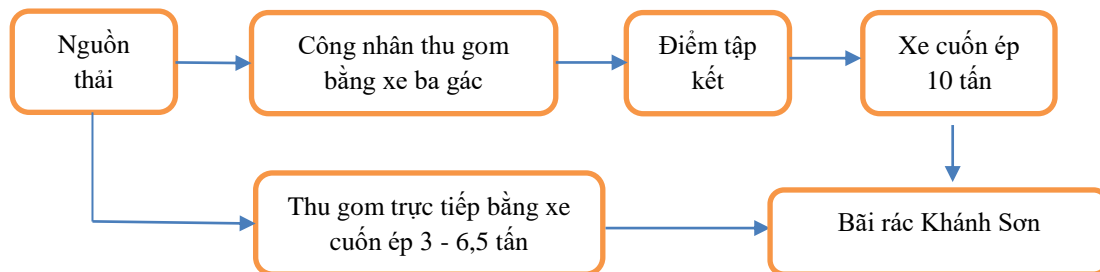 Nguồn
thải
Công nhân thu gom
bằng xe ba gác
Điểm tập
kết
Xe cuốn ép
10 tấn
Thu gom trực tiếp bằng xe
cuốn ép 3 - 6,5 tấn
Bãi rác Khánh Sơn